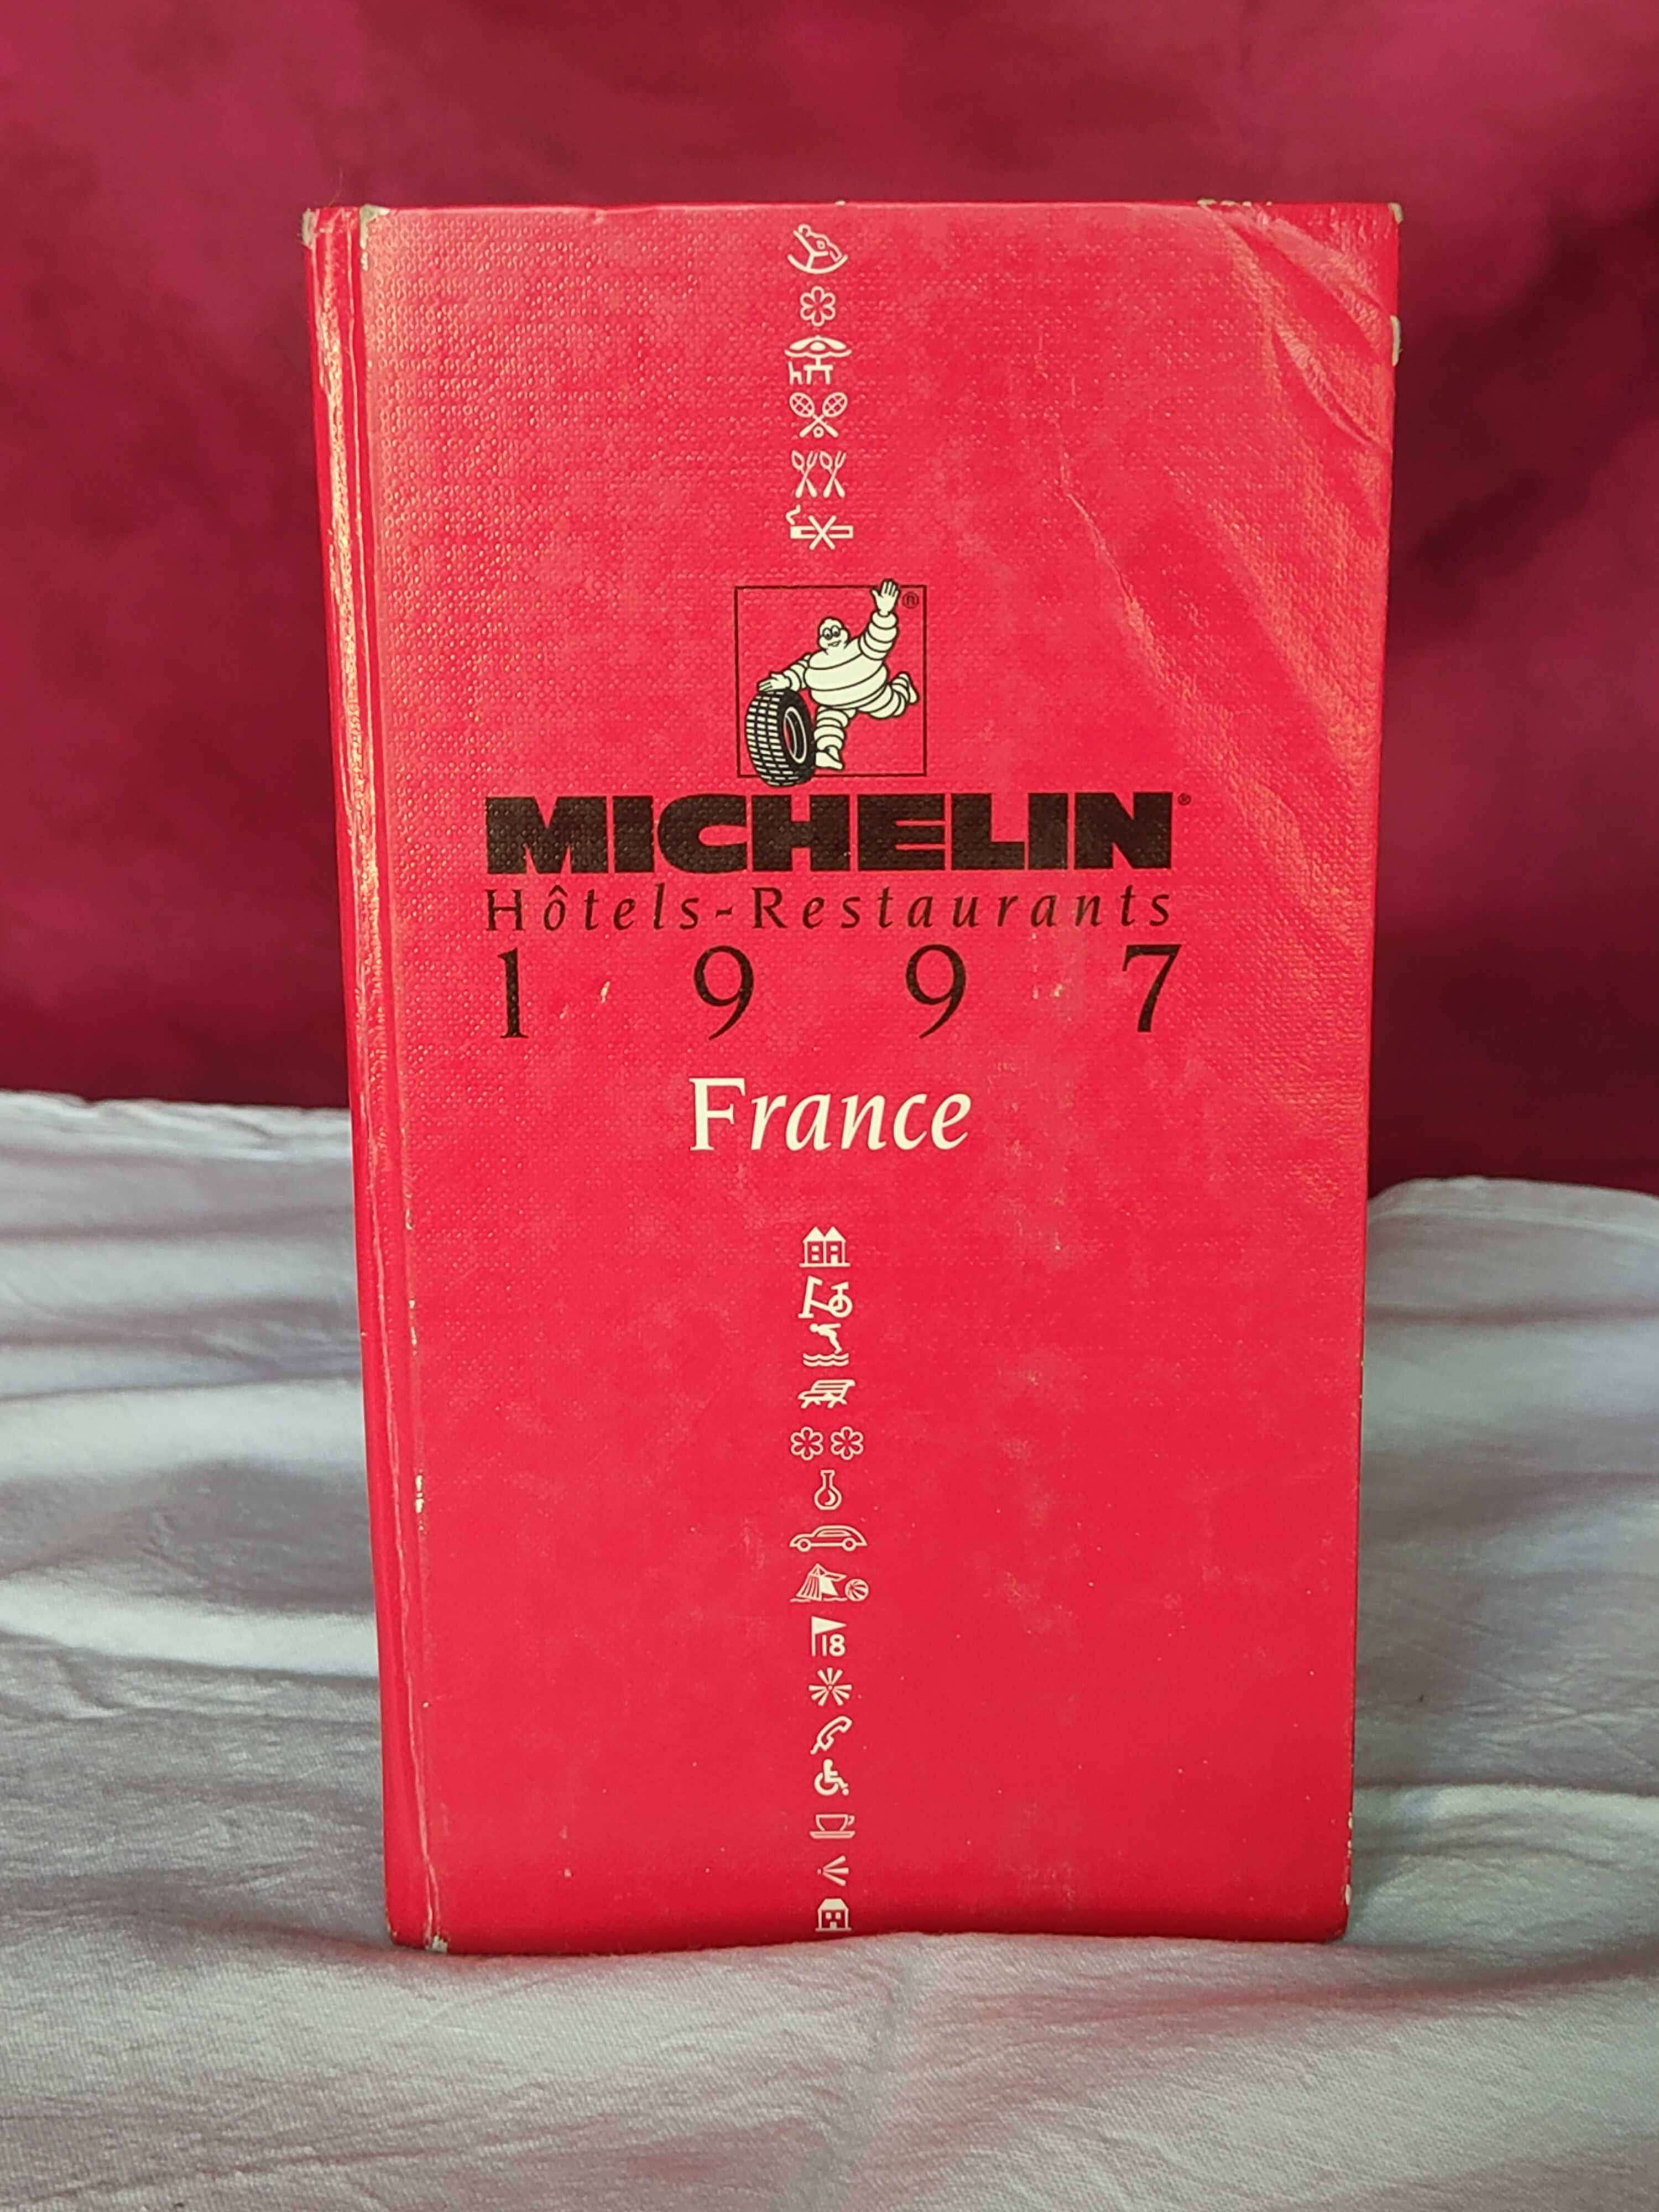 ®
MICHELIN®
Hôtels-Restaurants
1997
France
18